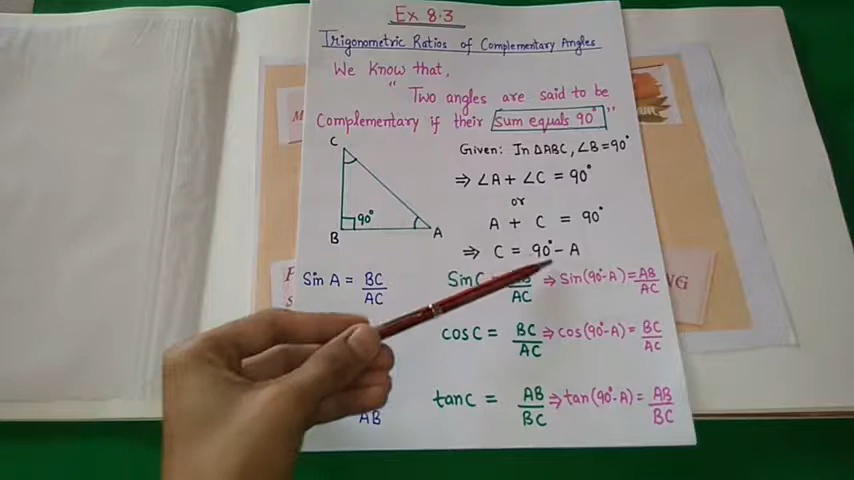 Ex 8.3
Trigonometric Ratios of Complementary Angles
We Know that,
" Two angles are said to be
Complementary if their sum equals 90° "
Given: In ΔABC, ∠B = 90°
⇒ ∠A + ∠C = 90°
or
A + C = 90°
⇒ C = 90° - A
C
90°
B
A
Sin A = BC/AC
Sin C = AB/AC ⇒ Sin(90°-A) = AB/AC
cos C = BC/AC ⇒ cos(90°-A) = BC/AC
tan C = AB/BC ⇒ tan(90°-A) = AB/BC
AB